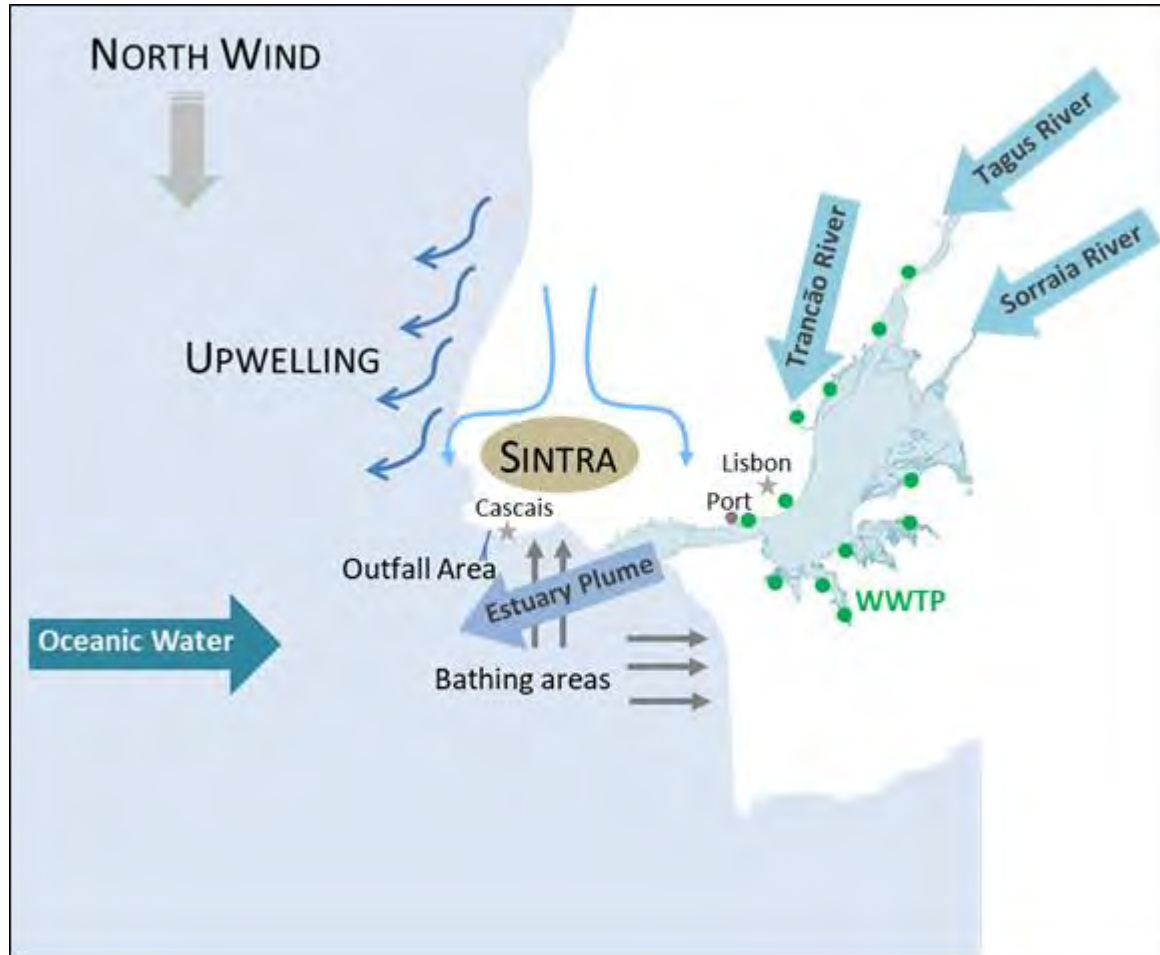 NORTH WIND
Tagus River
Trancão River
Sorraia River
UPWELLING
SINTRA
Lisbon
Port
Cascais
Outfall Area
Estuary Plume
WWTP
Oceanic Water
Bathing areas